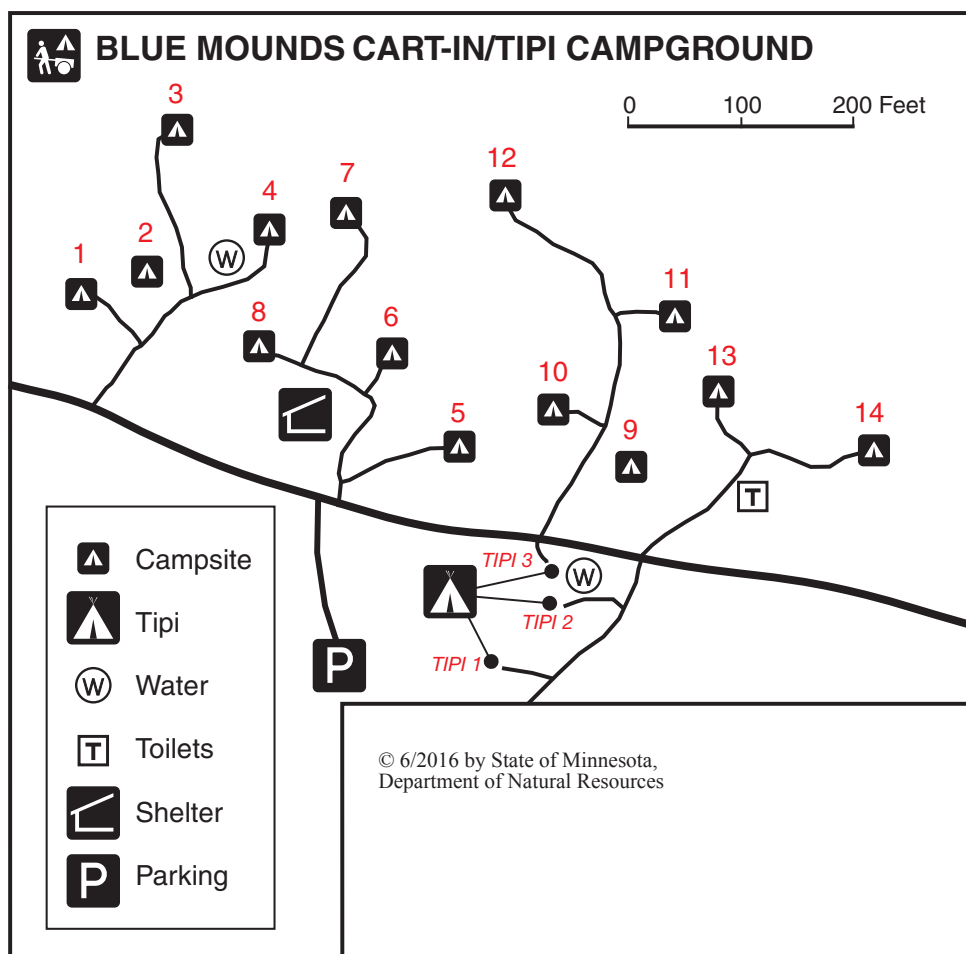 BLUE MOUNDS CART-IN/TIPI CAMPGROUND
0 100 200 Feet
3
12
7
4
2
1
11
8
6
13
10
5
9
14
TIPI 3
TIPI 2
TIPI 1
W
W
T
P
Campsite
Tipi
W Water
T Toilets
Shelter
P Parking
© 6/2016 by State of Minnesota,
Department of Natural Resources